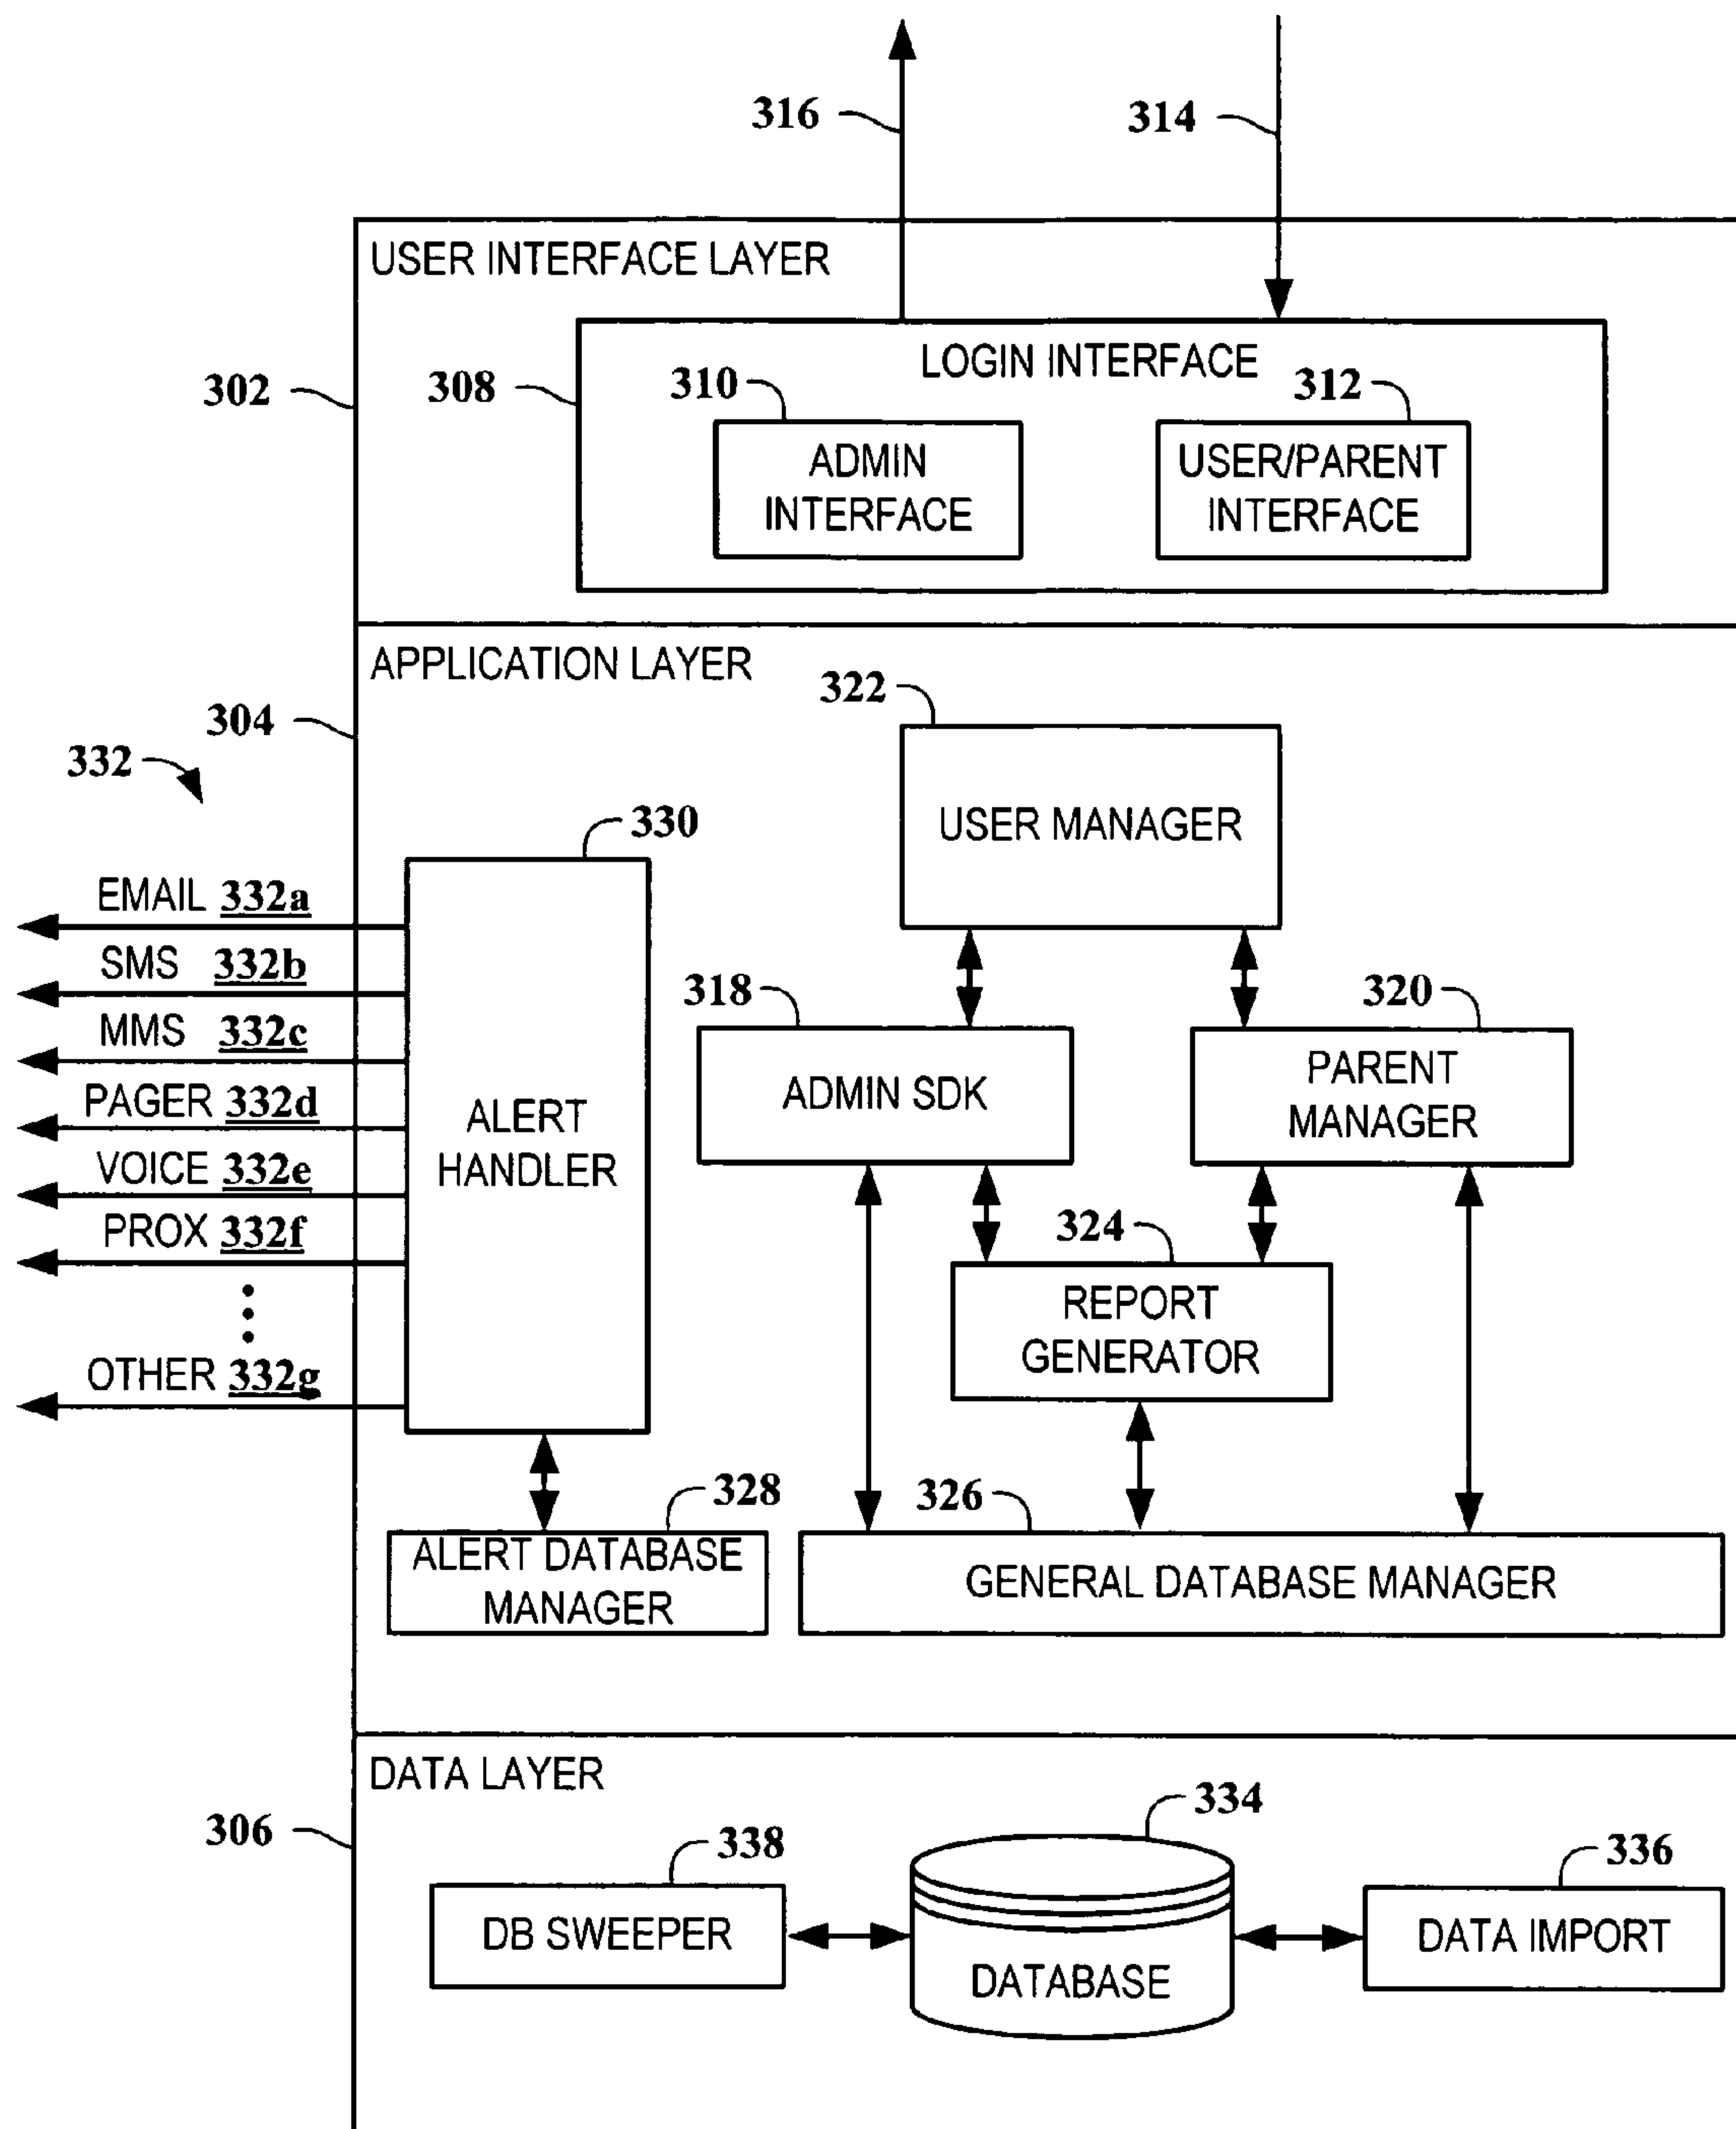 316
314
USER INTERFACE LAYER
LOGIN INTERFACE
302
308
310
312
ADMIN
INTERFACE
USER/PARENT
INTERFACE
APPLICATION LAYER
304
322
332
USER MANAGER
330
EMAIL 332a
SMS 332b
MMS 332c
PAGER 332d
VOICE 332e
PROX 332f
OTHER 332g
ALERT
HANDLER
318
320
ADMIN SDK
PARENT
MANAGER
324
REPORT
GENERATOR
328
326
ALERT DATABASE
MANAGER
GENERAL DATABASE MANAGER
DATA LAYER
306
338
334
336
DB SWEEPER
DATABASE
DATA IMPORT